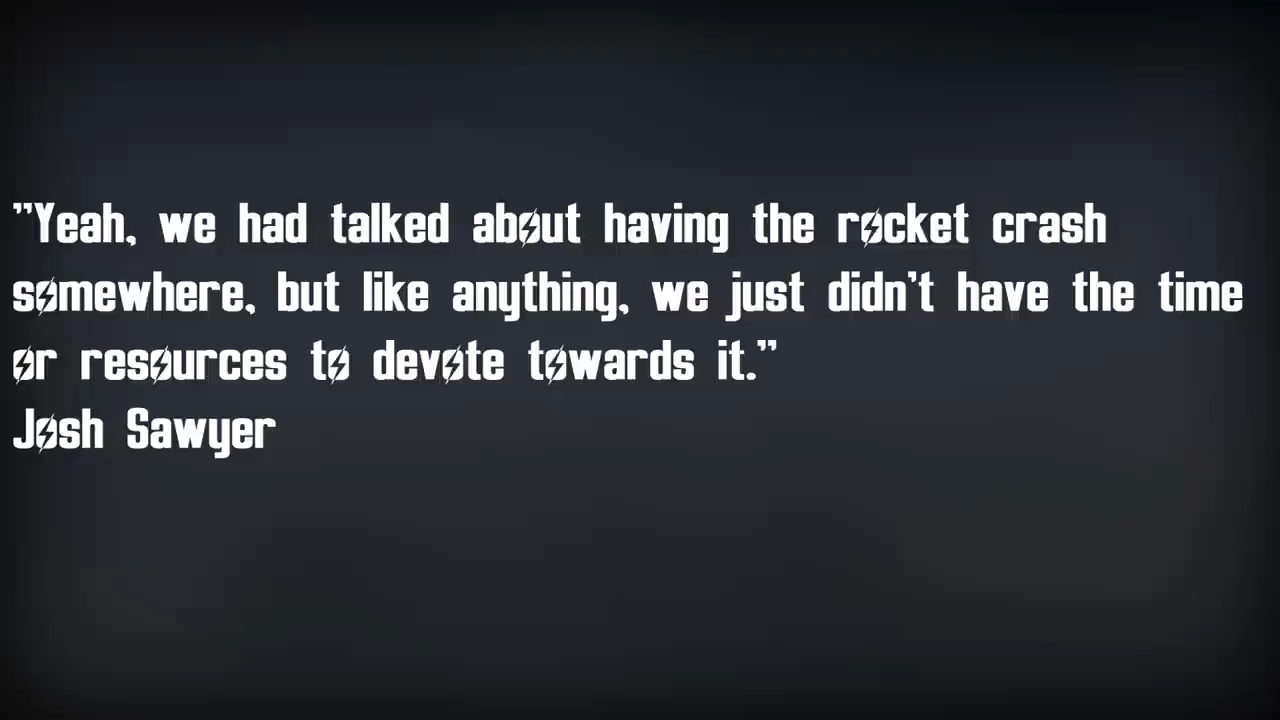 "Yeah, we had talked about having the rocket crash
somewhere, but like anything, we just didn't have the time
or resources to devote towards it."
Josh Sawyer